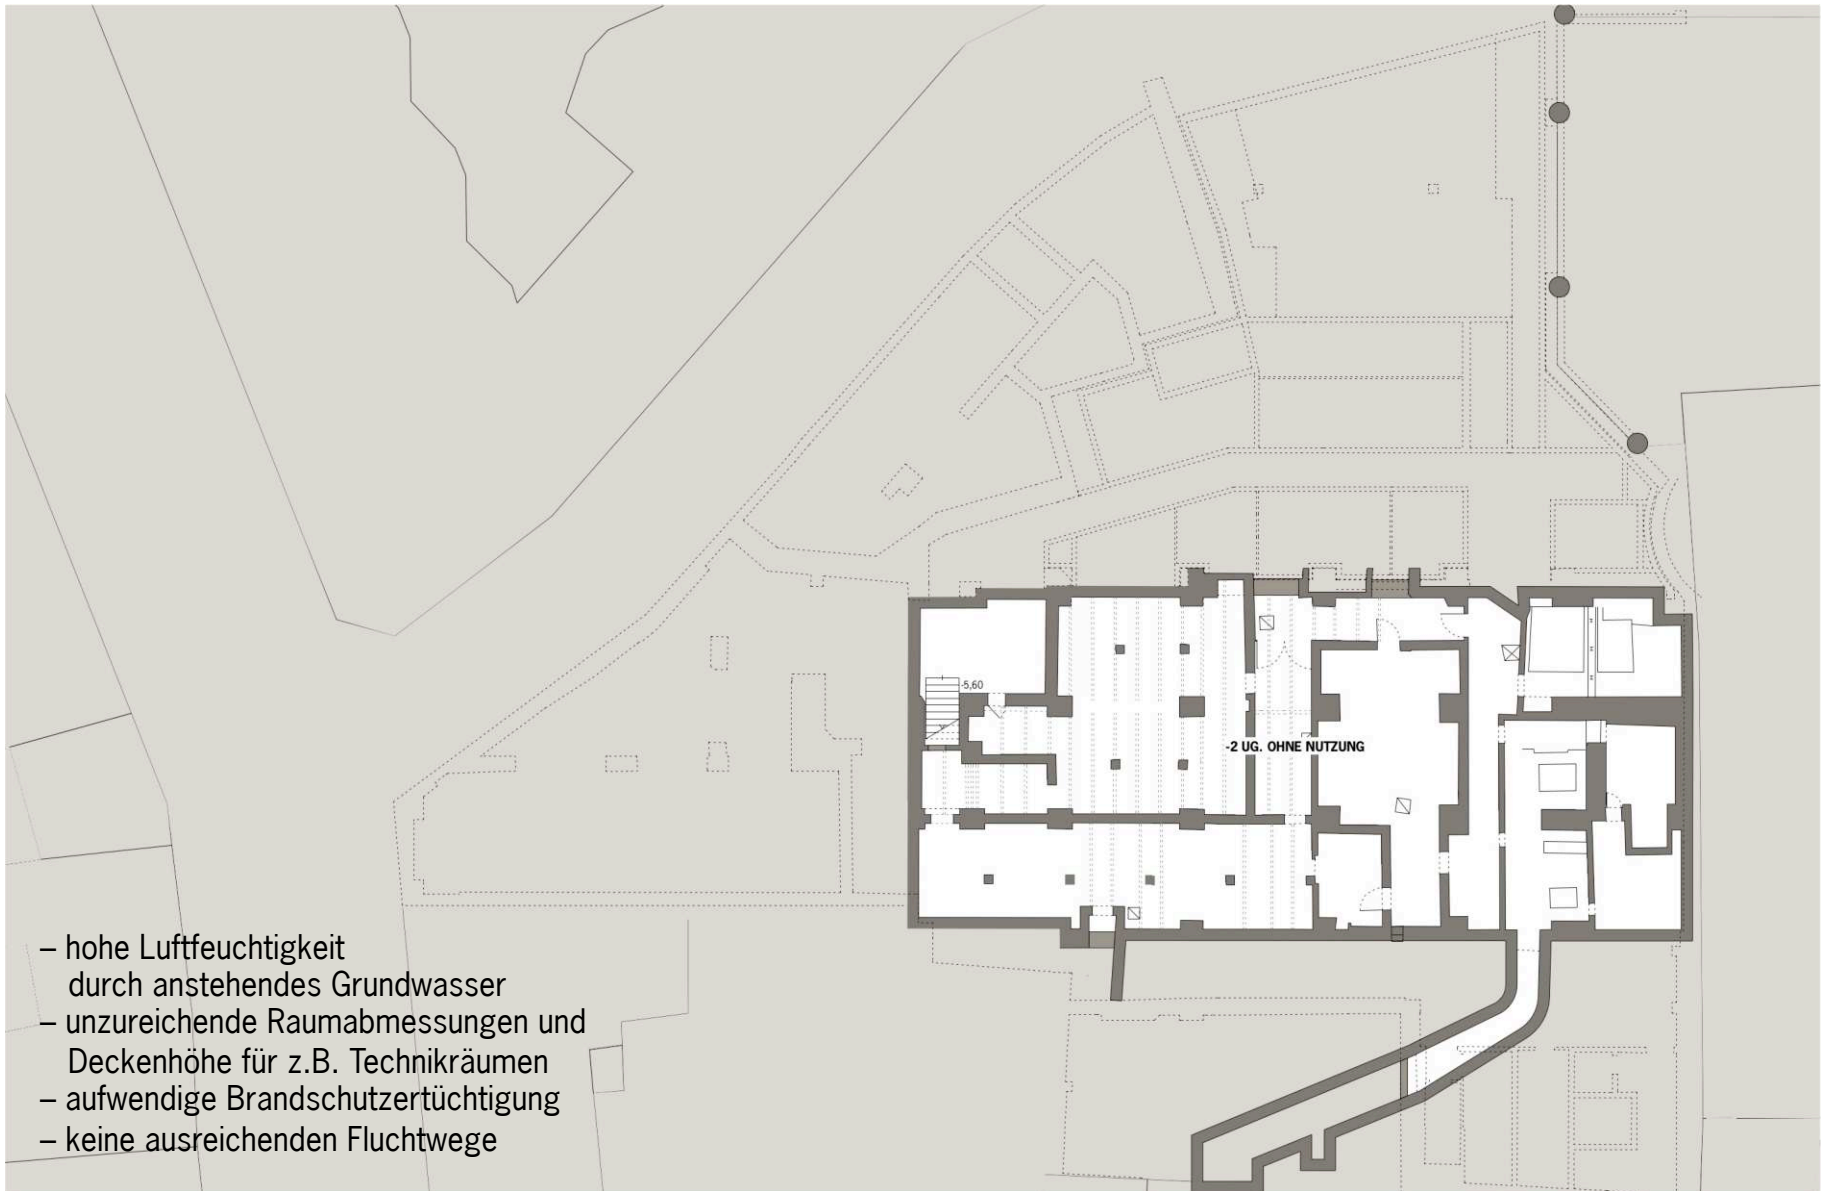 -5,60
-2 UG. OHNE NUTZUNG
– hohe Luftfeuchtigkeit
durch anstehendes Grundwasser
– unzureichende Raumabmessungen und
Deckenhöhe für z.B. Technikräumen
– aufwendige Brandschutzertüchtigung
– keine ausreichenden Fluchtwege